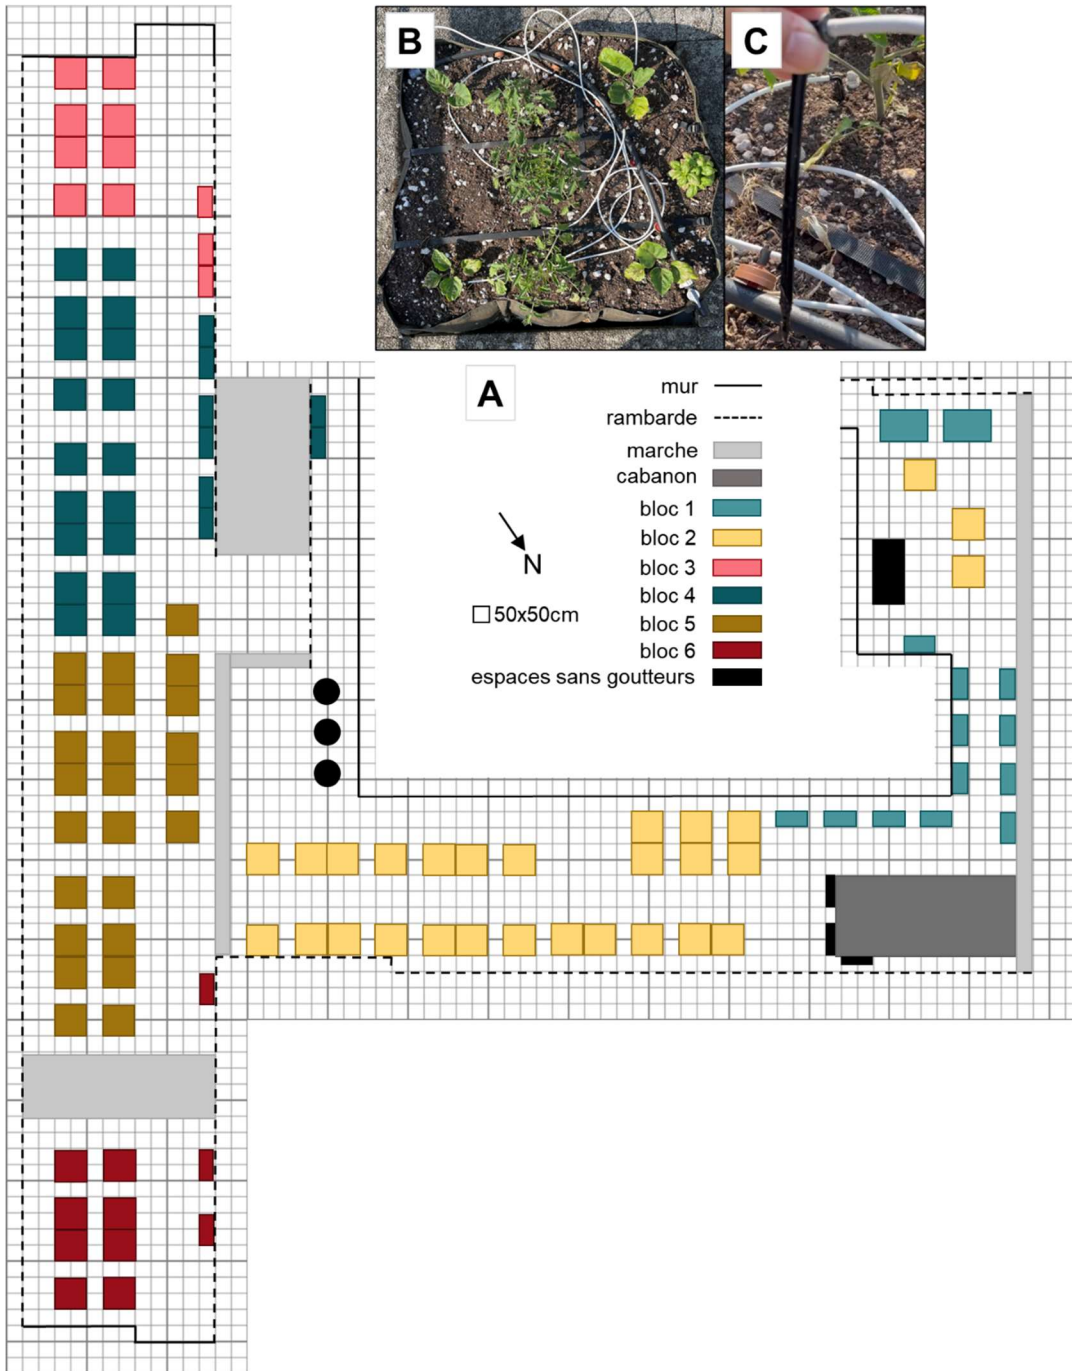 B
C
A
mur
rambarde
marche
cabanon
bloc 1
bloc 2
bloc 3
bloc 4
bloc 5
bloc 6
espaces sans goutteurs
N
50x50cm